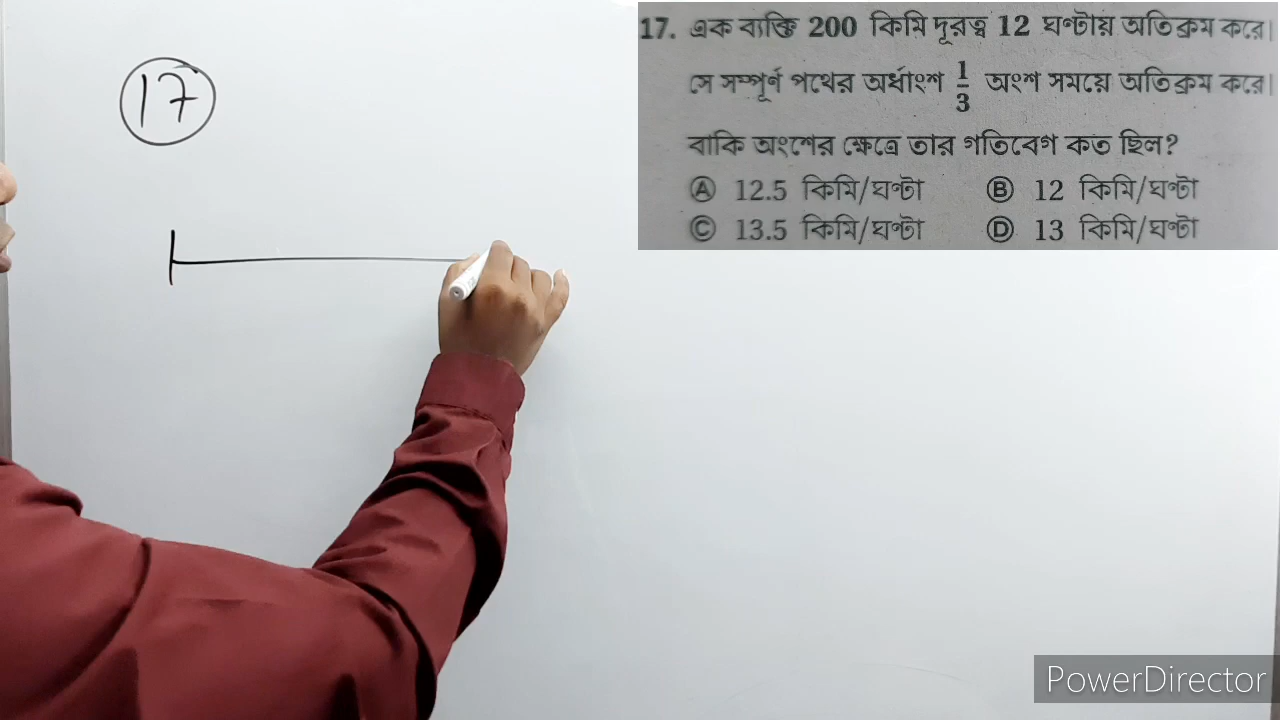 17
17. এক ব্যক্তি 200 কিমি দূরত্ব 12 ঘণ্টায় অতিক্রম করে।
সে সম্পূর্ণ পথের অর্ধাংশ 1/3 অংশ সময়ে অতিক্রম করে।
বাকি অংশের ক্ষেত্রে তার গতিবেগ কত ছিল?
Ⓐ 12.5 কিমি/ঘণ্টা Ⓑ 12 কিমি/ঘণ্টা
Ⓒ 13.5 কিমি/ঘণ্টা Ⓓ 13 কিমি/ঘণ্টা
PowerDirector